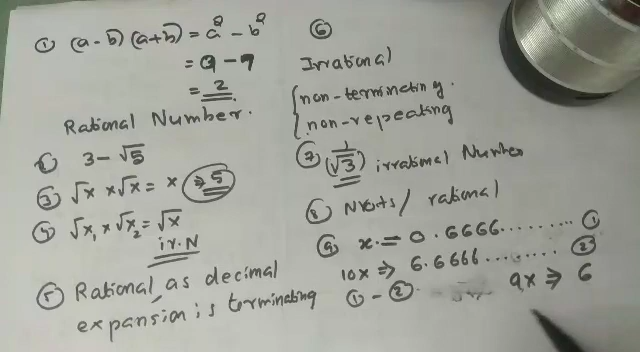 ① (a-b) (a+b) = a² - b²
= 9 - 7
= 2
Rational Number.
② 3 - √5
③ √x × √x = x ⇒ 5
④ √x₁ × √x₂ = √x
ir.N
⑤ Rational, as decimal
expansion is terminating
⑥
Irrational
non-terminating.
non-repeating
⑦ (1/√3) irrational Number
⑧ / rational
⑨ x = 0.6666......... ①
10x ⇒ 6.6666......... ②
① - ② 9x ⇒ 6